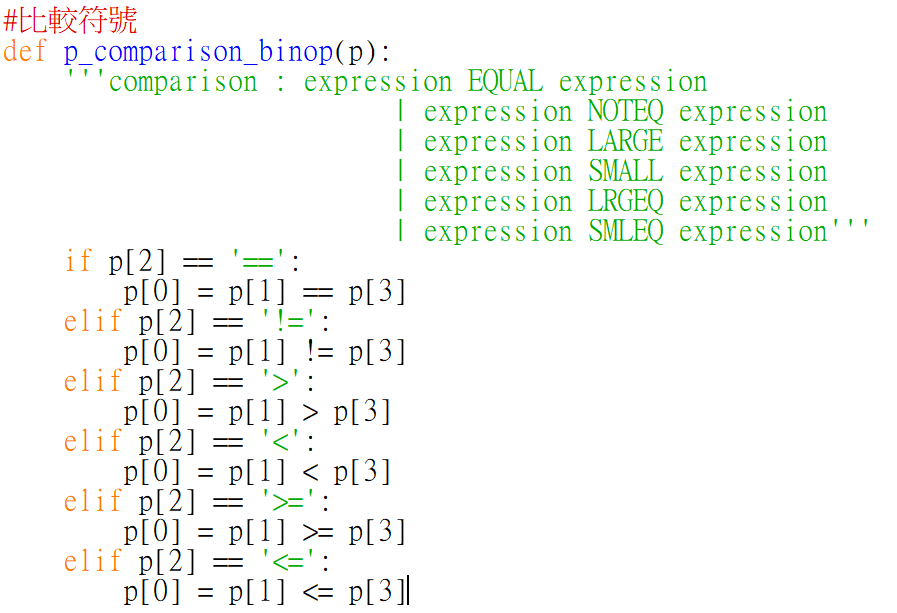 #比較符號
def p_comparison_binop(p):
    '''comparison : expression EQUAL expression
                          | expression NOTEQ expression
                          | expression LARGE expression
                          | expression SMALL expression
                          | expression LRGEQ expression
                          | expression SMLEQ expression'''
    if p[2] == '==':
        p[0] = p[1] == p[3]
    elif p[2] == '!=':
        p[0] = p[1] != p[3]
    elif p[2] == '>':
        p[0] = p[1] > p[3]
    elif p[2] == '<':
        p[0] = p[1] < p[3]
    elif p[2] == '>=':
        p[0] = p[1] >= p[3]
    elif p[2] == '<=':
        p[0] = p[1] <= p[3]